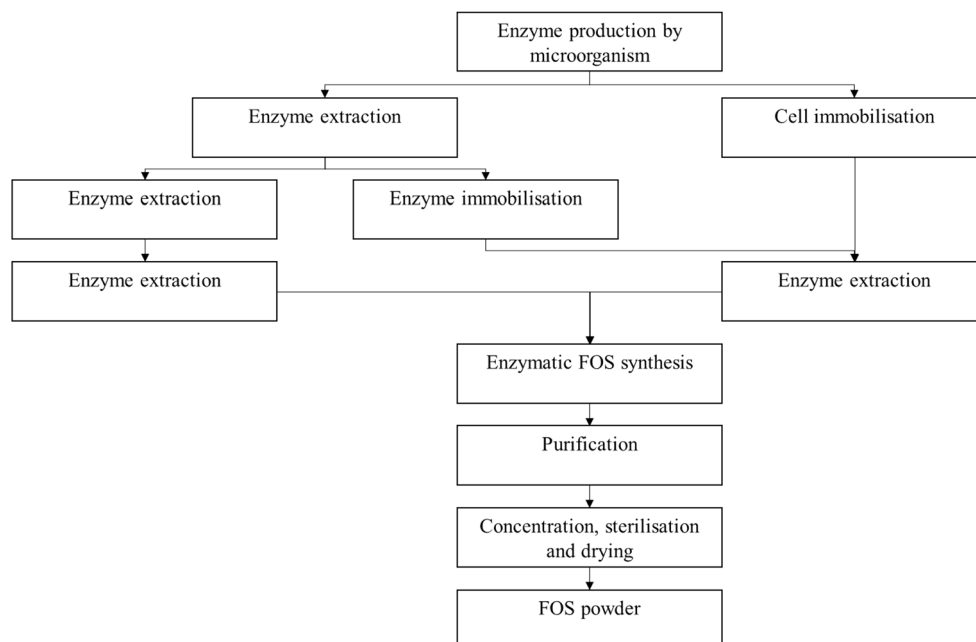 Enzyme production by
microorganism
Enzyme extraction
Cell immobilisation
Enzyme extraction
Enzyme immobilisation
Enzyme extraction
Enzyme extraction
Enzymatic FOS synthesis
Purification
Concentration, sterilisation
and drying
FOS powder